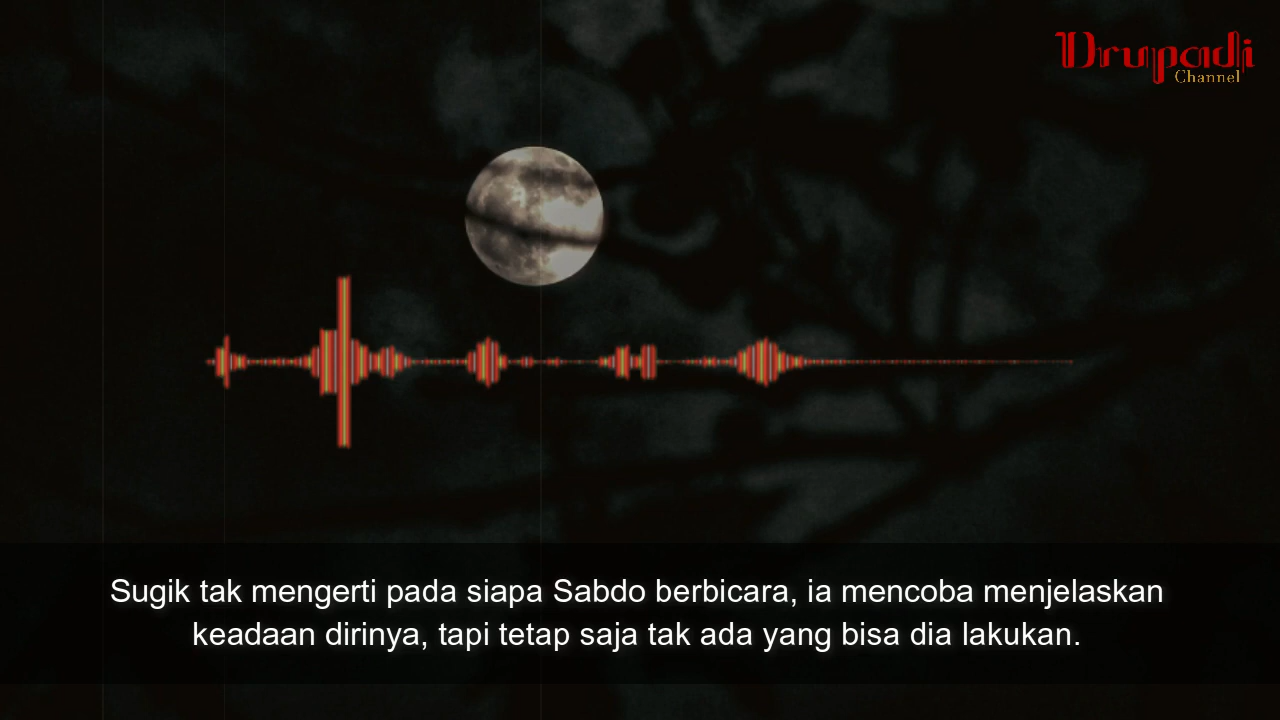 Drupadi
Channel
Sugik tak mengerti pada siapa Sabdo berbicara, ia mencoba menjelaskan
keadaan dirinya, tapi tetap saja tak ada yang bisa dia lakukan.